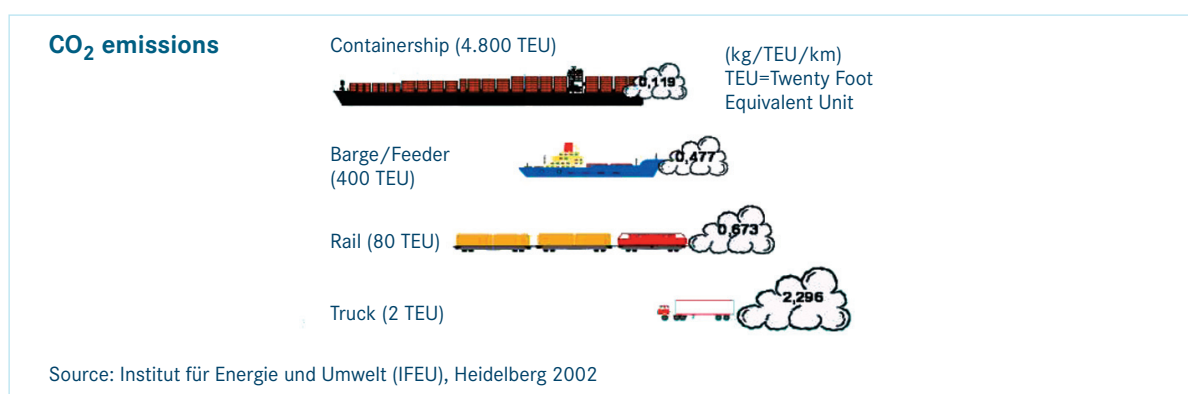 CO₂ emissions
Containership (4.800 TEU)
0,119
(kg/TEU/km)
TEU=Twenty Foot
Equivalent Unit
Barge/Feeder
(400 TEU)
0,477
Rail (80 TEU)
0,673
Truck (2 TEU)
2,296
Source: Institut für Energie und Umwelt (IFEU), Heidelberg 2002